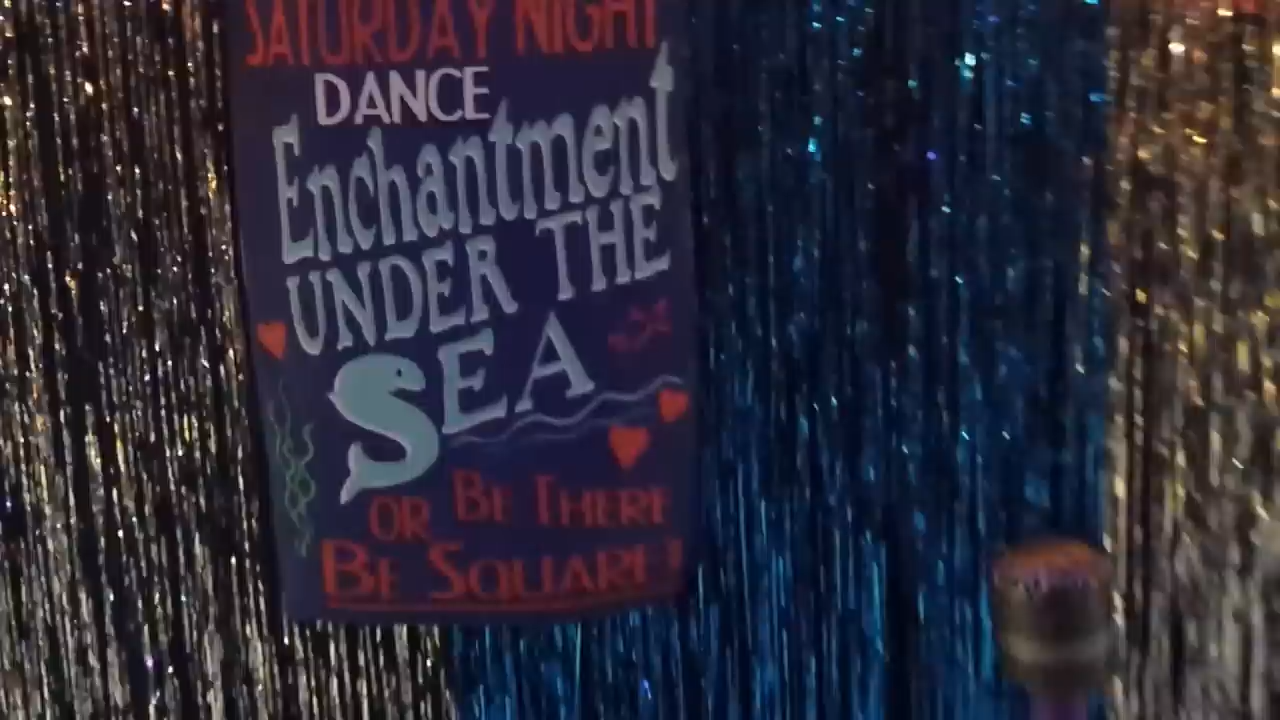 SATURDAY NIGHT
DANCE
Enchantment
UNDER THE
SEA
OR BE THERE
BE SQUARE!